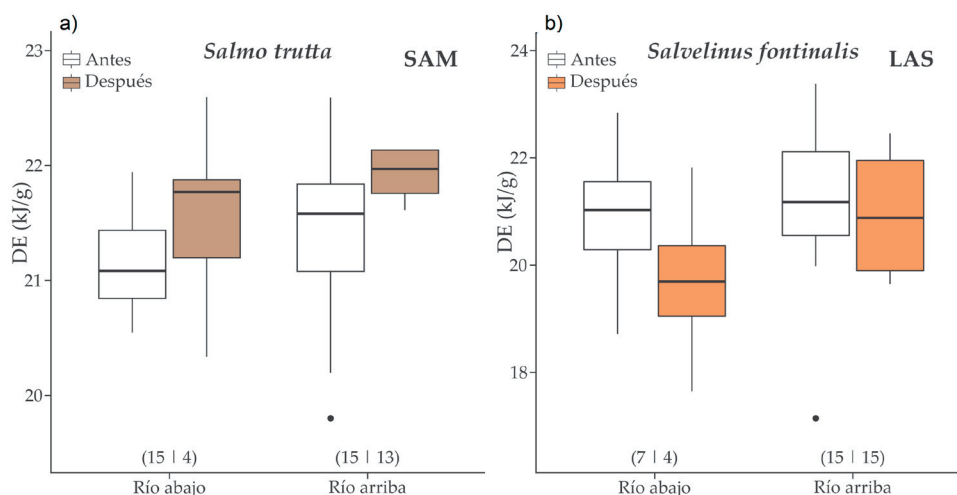 a)
Salmo trutta
SAM
Antes
Después
DE (kJ/g)
23
22
21
20
(15 | 4)
(15 | 13)
Río abajo
Río arriba
b)
Salvelinus fontinalis
LAS
Antes
Después
DE (kJ/g)
24
22
20
18
(7 | 4)
(15 | 15)
Río abajo
Río arriba